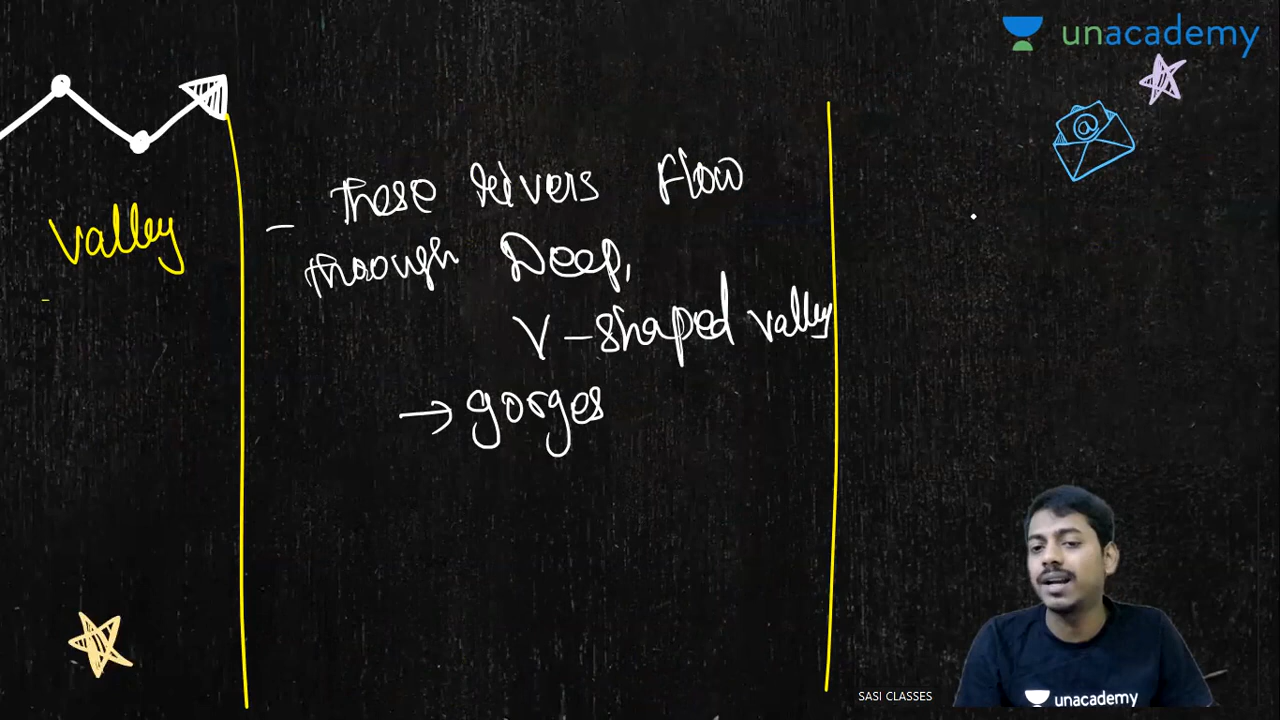 unacademy
@
Valley
- These Rivers Flow
through Deep,
V-shaped valley
→ gorges
unacademy
SASI CLASSES